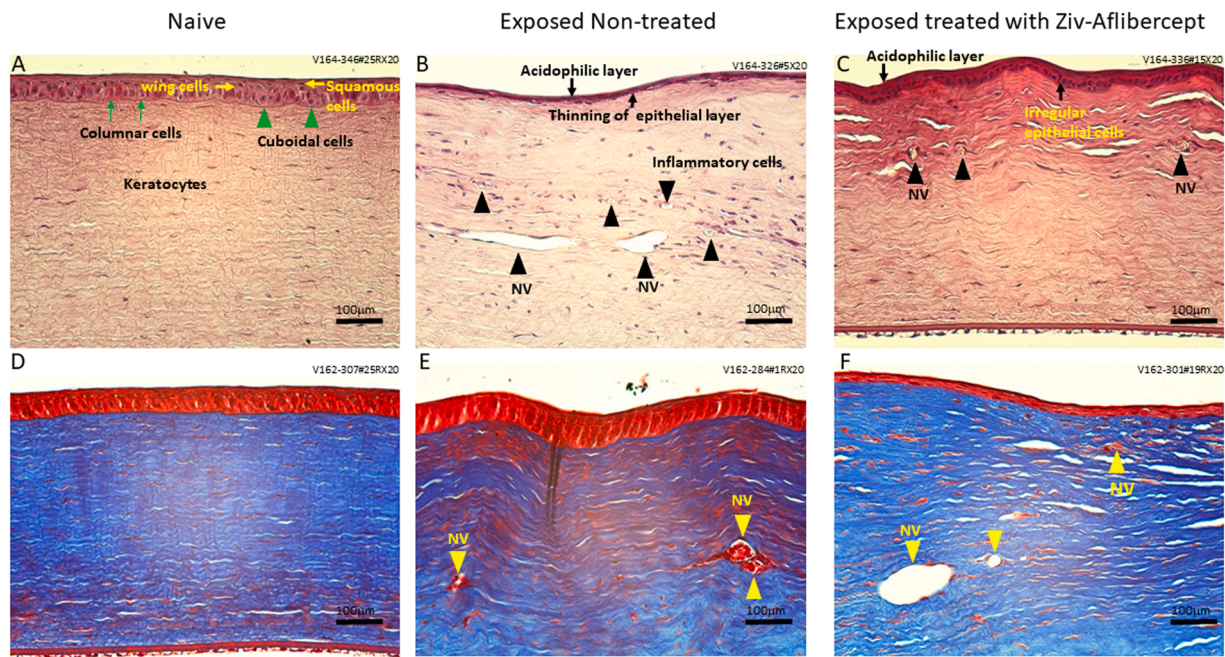 Naive
Exposed Non-treated
Exposed treated with Ziv-Aflibercept
A
V164-346#25RX20
wing cells
Squamous
cells
Columnar cells
Cuboidal cells
Keratocytes
100µm
B
V164-326#5X20
Acidophilic layer
Thinning of epithelial layer
Inflammatory cells
NV
NV
100µm
C
V164-336#15X20
Acidophilic layer
Irregular
epithelial cells
NV
NV
100µm
D
V162-307#25RX20
100µm
E
V162-284#1RX20
NV
NV
100µm
F
V162-301#19RX20
NV
NV
100µm